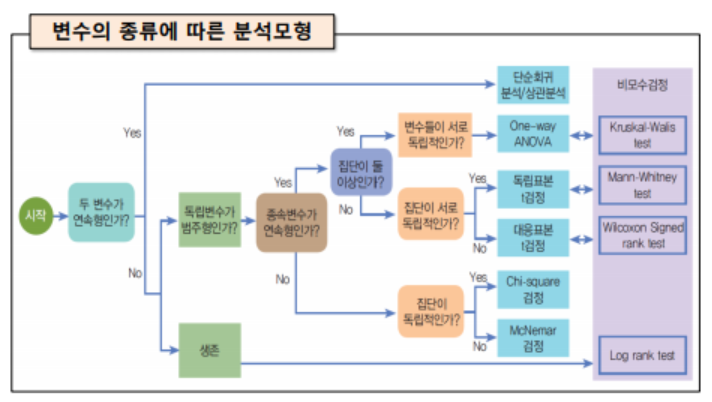 변수의 종류에 따른 분석모형
단순회귀
분석/상관분석
비모수검정
Yes
Yes
변수들이 서로
독립적인가?
One-way
ANOVA
Kruskal-Walis
test
집단이 둘
이상인가?
Yes
No
시작
두 변수가
연속형인가?
독립변수가
범주형인가?
종속변수가
연속형인가?
집단이 서로
독립적인가?
Yes
독립표본
t검정
Mann-Whitney
test
No
대응표본
t검정
Wilcoxon Signed
rank test
No
No
집단이
독립적인가?
Yes
Chi-square
검정
No
McNemar
검정
생존
Log rank test